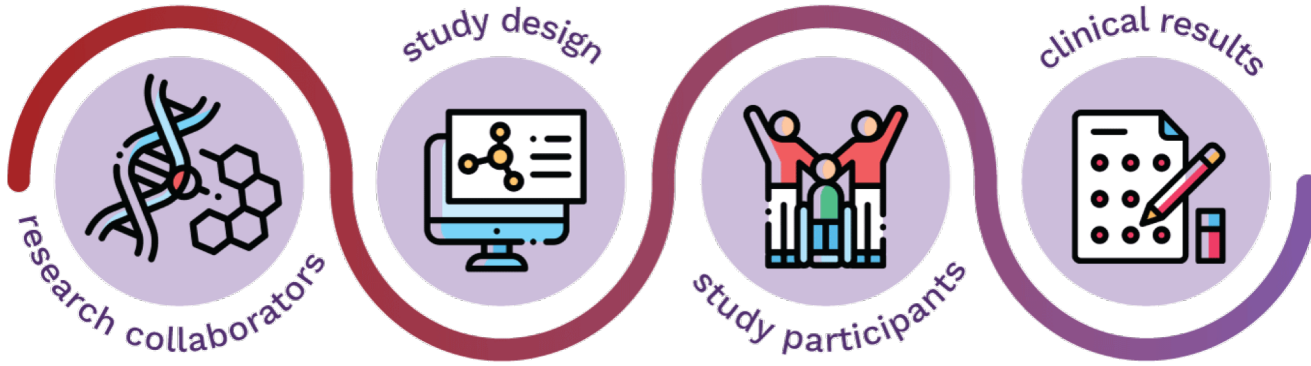 research collaborators
study design
study participants
clinical results